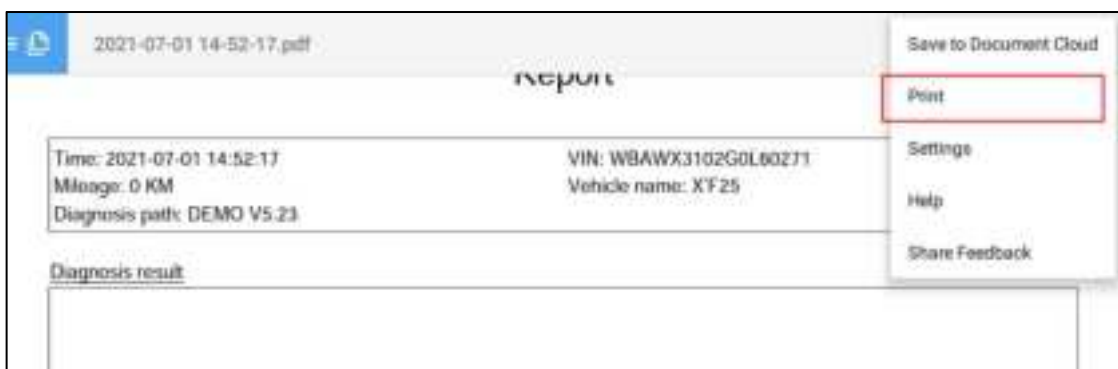 2021-07-01 14-52-17.pdf
Save to Document Cloud
Report
Print
Time: 2021-07-01 14:52:17
VIN: WBAWX3102G0L60271
Settings
Mileage: 0 KM
Vehicle name: X'F25
Help
Diagnosis path: DEMO V5.23
Share Feedback
Diagnosis result